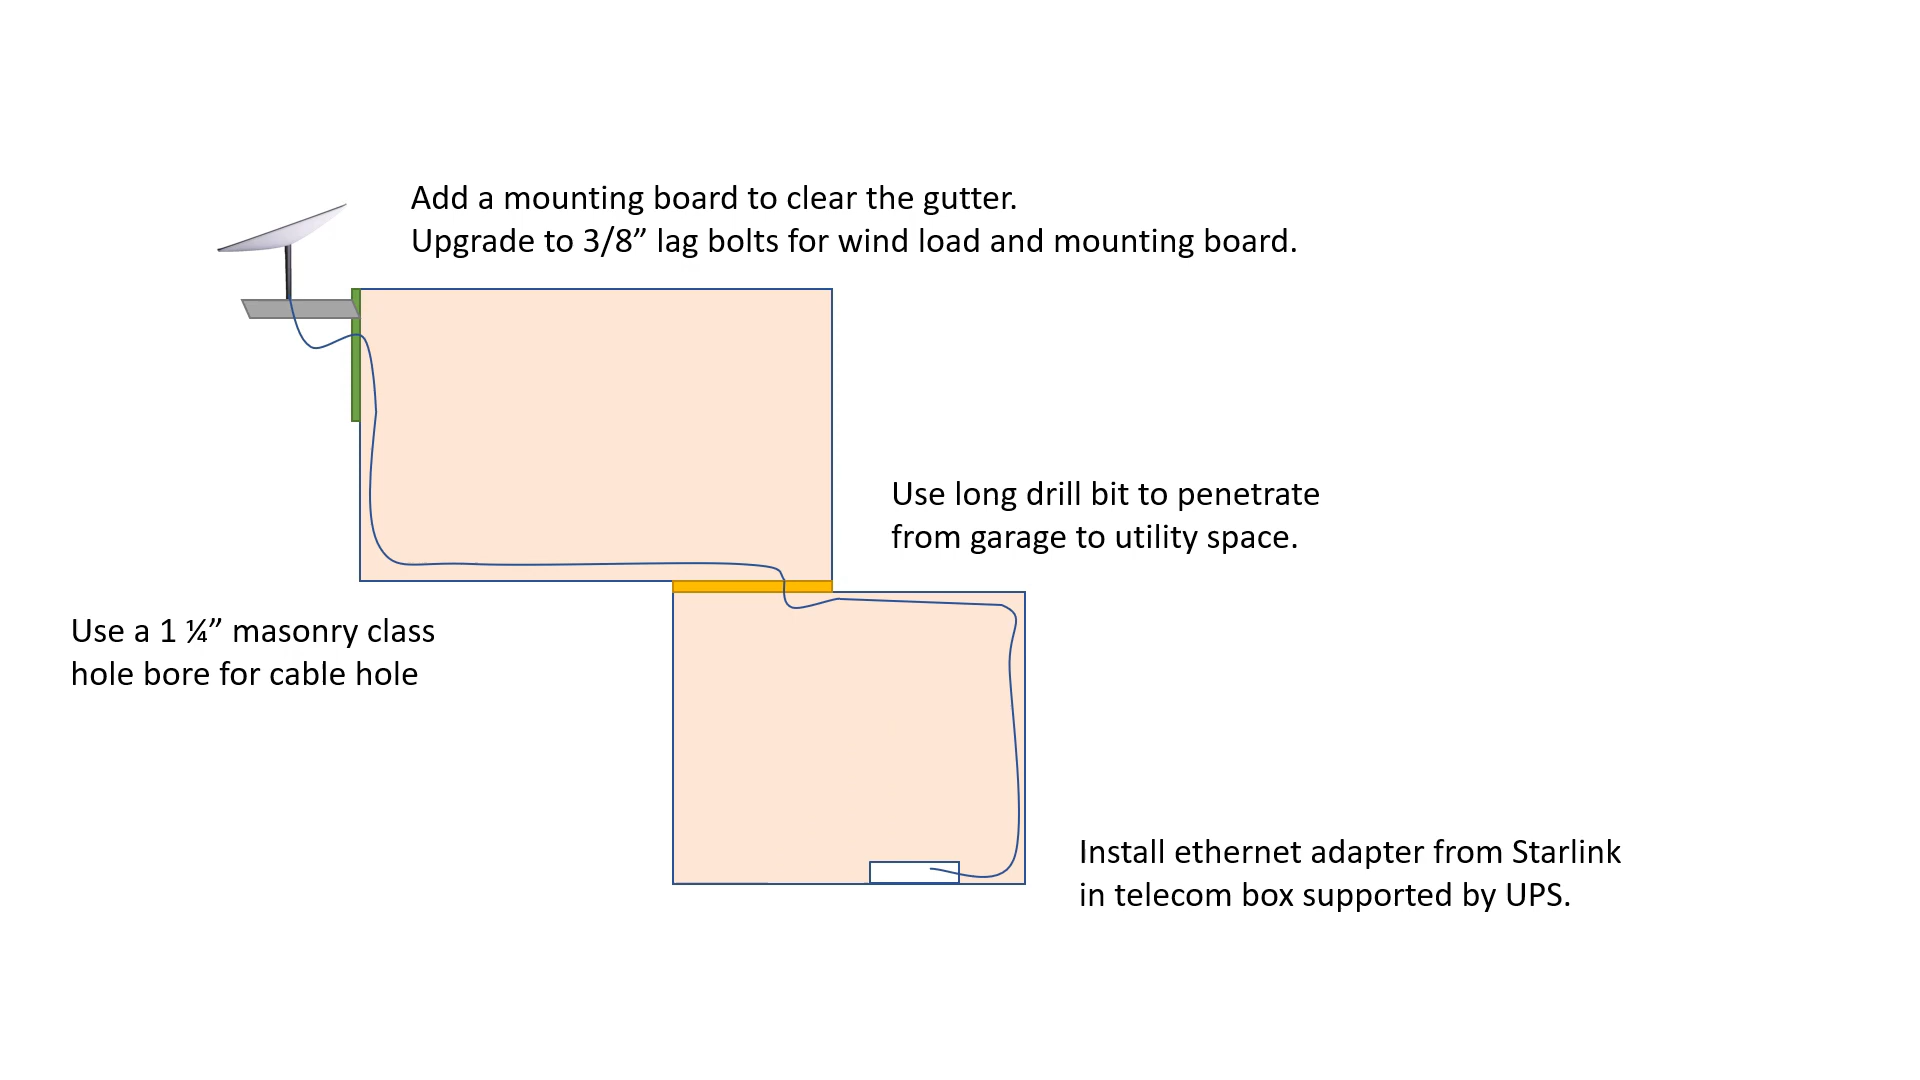 Add a mounting board to clear the gutter.
Upgrade to 3/8” lag bolts for wind load and mounting board.
Use long drill bit to penetrate
from garage to utility space.
Use a 1 ¼” masonry class
hole bore for cable hole
Install ethernet adapter from Starlink
in telecom box supported by UPS.